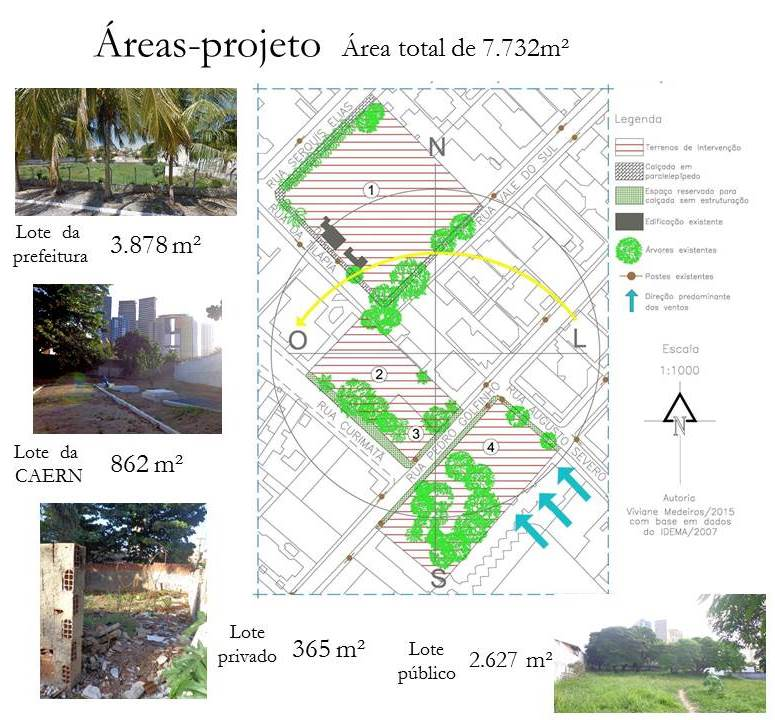 Áreas-projeto Área total de 7.732m²
Lote da
prefeitura
3.878 m²
Lote da
CAERN
862 m²
Lote
privado
365 m²
Lote
público
2.627 m²
RUA SERQUIS ELIAS
N
RUA VALE DO SUL
1
RUA DA TILÁPIA
O
L
2
3
RUA CURIMATÃ
RUA PEDRO COUTINHO
4
RUA AUGUSTO SEVERO
S
Legenda
Terrenos de intervenção
Calçada em
paralelepípedo
Espaço reservado para
calçada sem estruturação
Edificação existente
Árvores existentes
Postes existentes
Direção predominante
dos ventos
Escala
1:1000
N
Autoria
Viviane Medeiros/2015
com base em dados
do IDEMA/2007